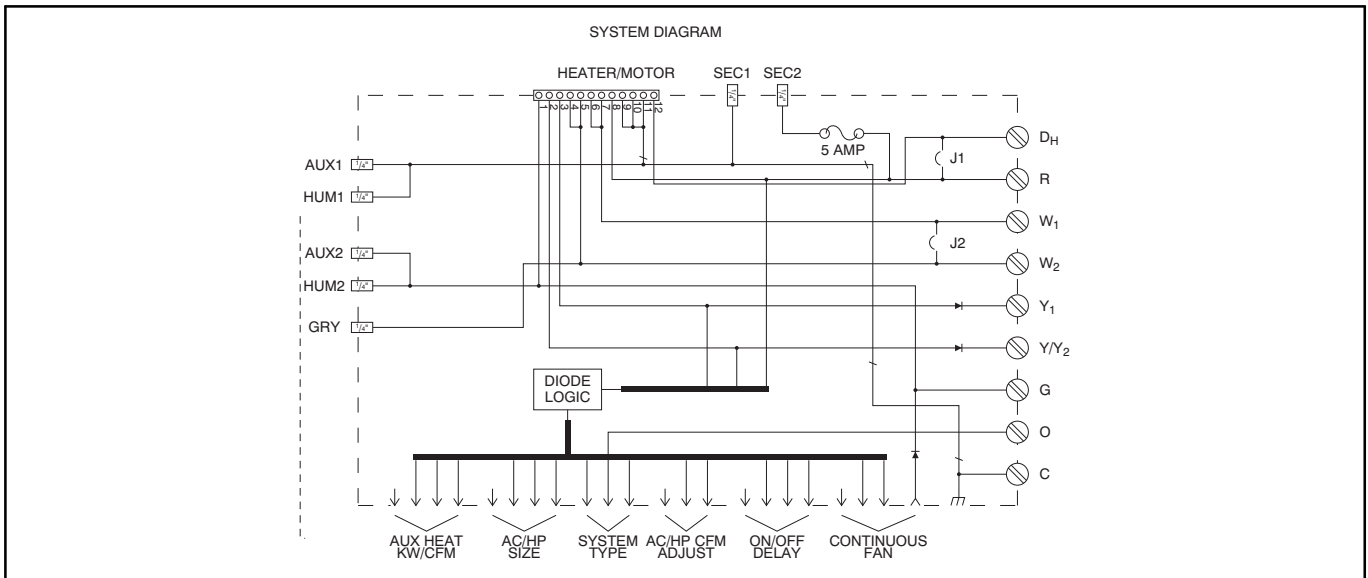 SYSTEM DIAGRAM
HEATER/MOTOR SEC1 SEC2
1 2 3 4 5 6 7 8 9 10 11 12
1/4" 1/4"
5 AMP
DH
J1
R
AUX1 1/4"
HUM1 1/4"
W1
J2
AUX2 1/4"
W2
HUM2 1/4"
Y1
GRY 1/4"
Y/Y2
DIODE
LOGIC
G
O
C
AUX HEAT
KW/CFM
AC/HP
SIZE
SYSTEM
TYPE
AC/HP CFM
ADJUST
ON/OFF
DELAY
CONTINUOUS
FAN